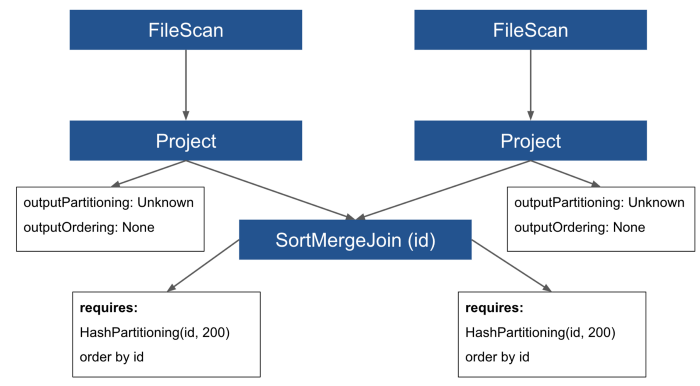 FileScan
FileScan
Project
Project
outputPartitioning: Unknown
outputOrdering: None
outputPartitioning: Unknown
outputOrdering: None
SortMergeJoin (id)
requires:
HashPartitioning(id, 200)
order by id
requires:
HashPartitioning(id, 200)
order by id